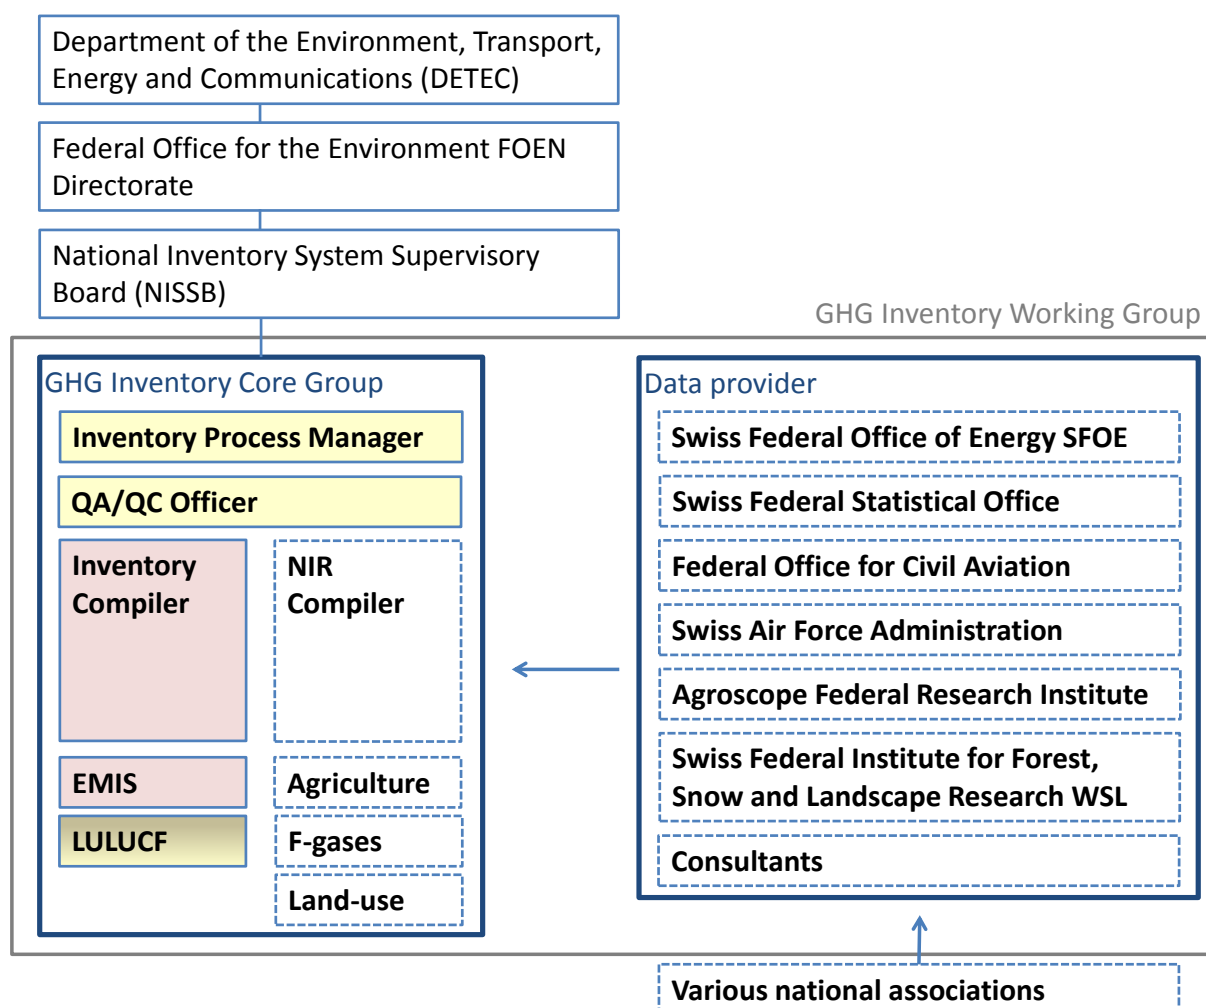 Department of the Environment, Transport,
Energy and Communications (DETEC)
Federal Office for the Environment FOEN
Directorate
National Inventory System Supervisory
Board (NISSB)
GHG Inventory Working Group
GHG Inventory Core Group
Inventory Process Manager
QA/QC Officer
Inventory
Compiler
NIR
Compiler
EMIS
Agriculture
LULUCF
F-gases
Land-use
Data provider
Swiss Federal Office of Energy SFOE
Swiss Federal Statistical Office
Federal Office for Civil Aviation
Swiss Air Force Administration
Agroscope Federal Research Institute
Swiss Federal Institute for Forest,
Snow and Landscape Research WSL
Consultants
Various national associations